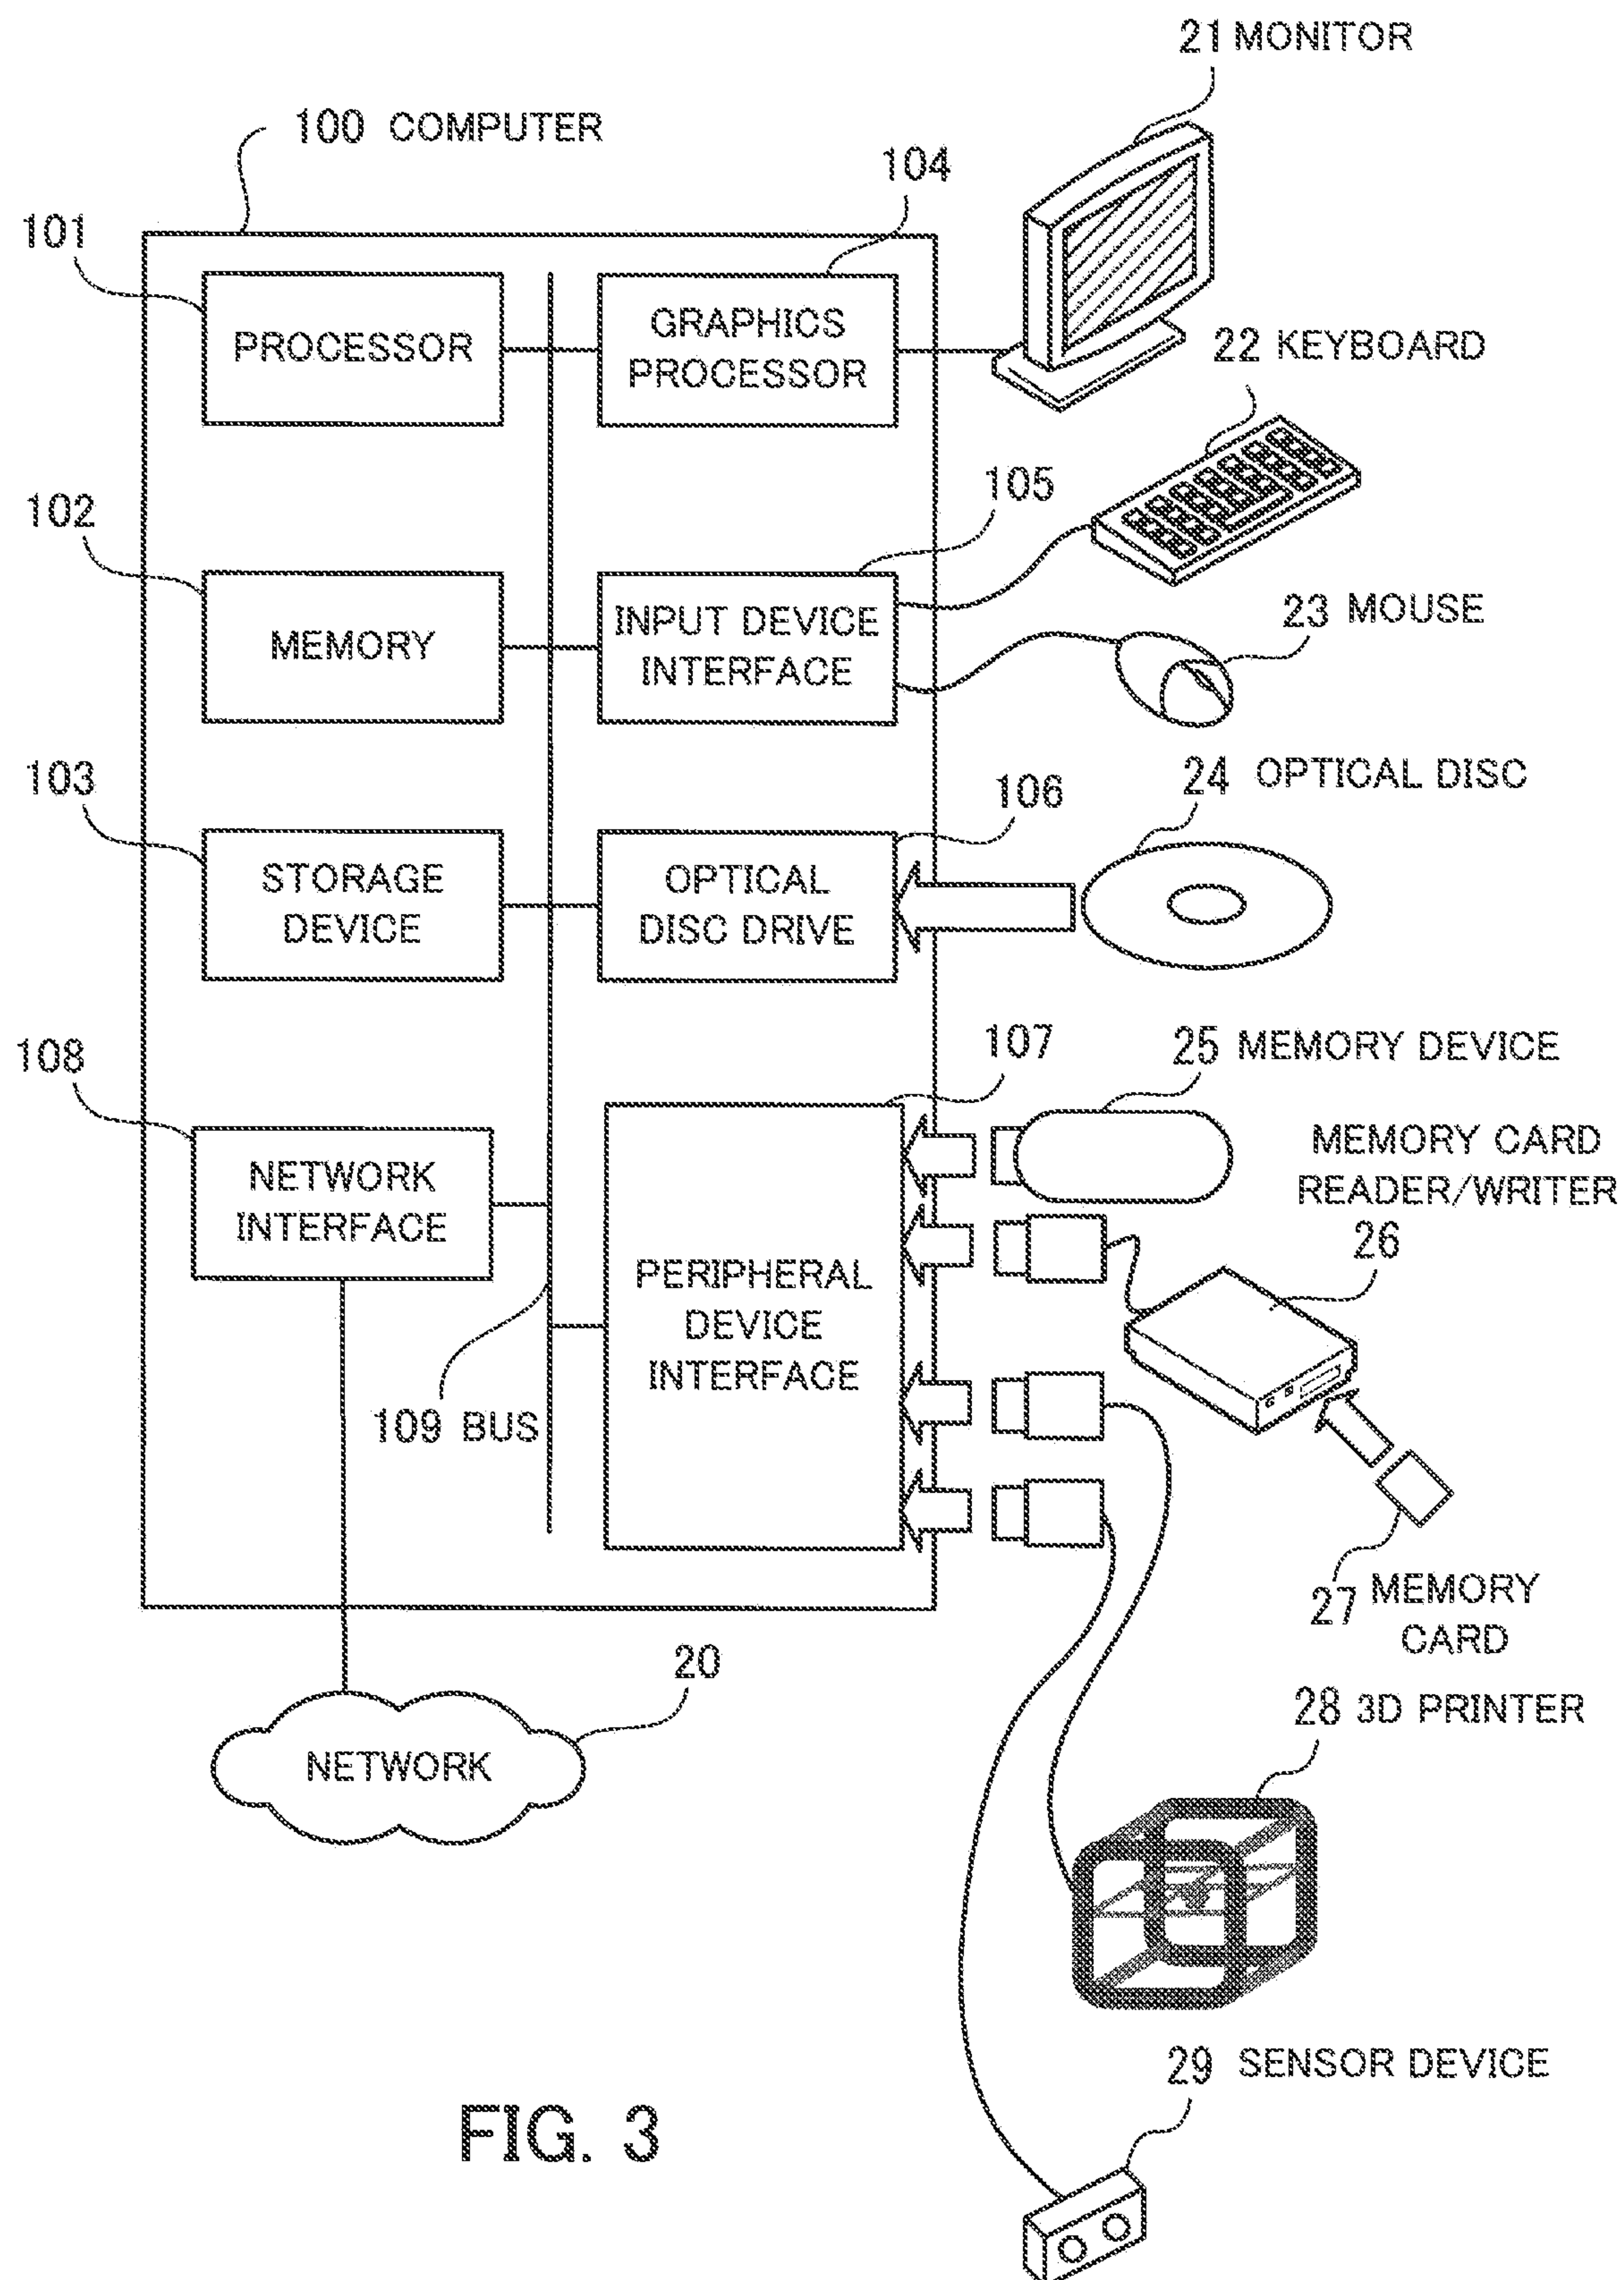 21 MONITOR
100 COMPUTER
104
101
PROCESSOR
GRAPHICS
PROCESSOR
22 KEYBOARD
105
102
MEMORY
INPUT DEVICE
INTERFACE
23 MOUSE
103
106
24 OPTICAL DISC
STORAGE
DEVICE
OPTICAL
DISC DRIVE
108
107
25 MEMORY DEVICE
NETWORK
INTERFACE
MEMORY CARD
READER/WRITER
26
PERIPHERAL
DEVICE
INTERFACE
109 BUS
27 MEMORY
CARD
20
NETWORK
28 3D PRINTER
29 SENSOR DEVICE
FIG. 3